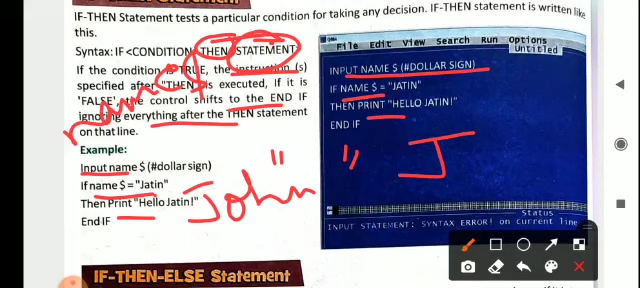 IF-THEN Statement tests a particular condition for taking any decision. IF-THEN statement is written like
this.
Syntax: IF <CONDITION> THEN STATEMENT
If the condition is TRUE, the instruction (s)
specified after "THEN" is executed, If it is
'FALSE', the control shifts to the END IF
ignoring everything after the THEN statement
on that line.
Example:
Input name $ (#dollar sign)
If name $ = "Jatin"
Then Print "Hello Jatin!"
End IF
IF-THEN-ELSE Statement
File Edit View Search Run Options
Untitled
INPUT NAME $ (#DOLLAR SIGN)
IF NAME $ = "JATIN"
THEN PRINT "HELLO JATIN!"
END IF
Status
INPUT STATEMENT: SYNTAX ERROR! on current line
name $
John"
" J